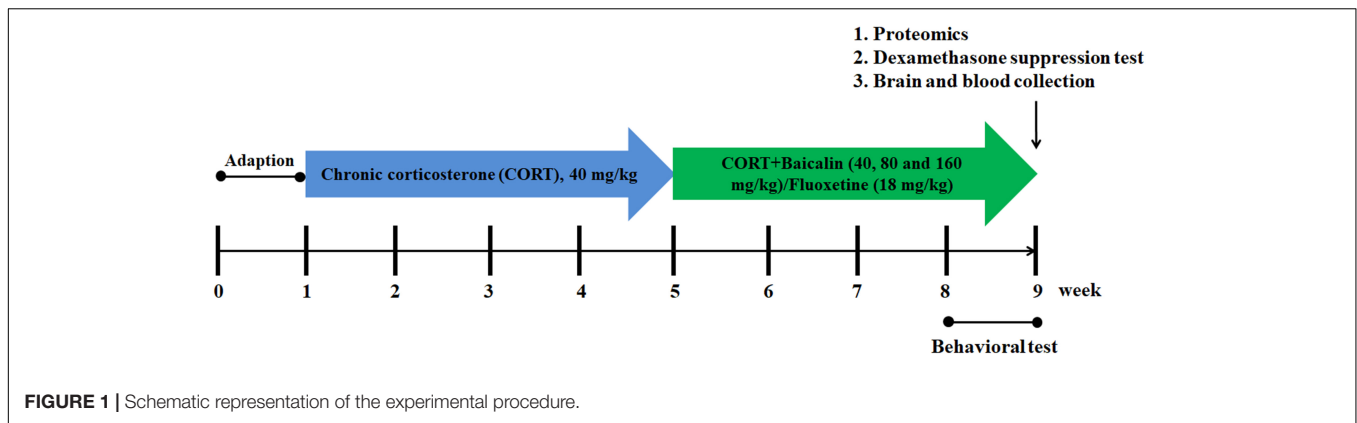 1. Proteomics
2. Dexamethasone suppression test
3. Brain and blood collection
Adaption
Chronic corticosterone (CORT), 40 mg/kg
CORT+Baicalin (40, 80 and 160
mg/kg)/Fluoxetine (18 mg/kg)
0 1 2 3 4 5 6 7 8 9 week
Behavioral test
FIGURE 1 | Schematic representation of the experimental procedure.